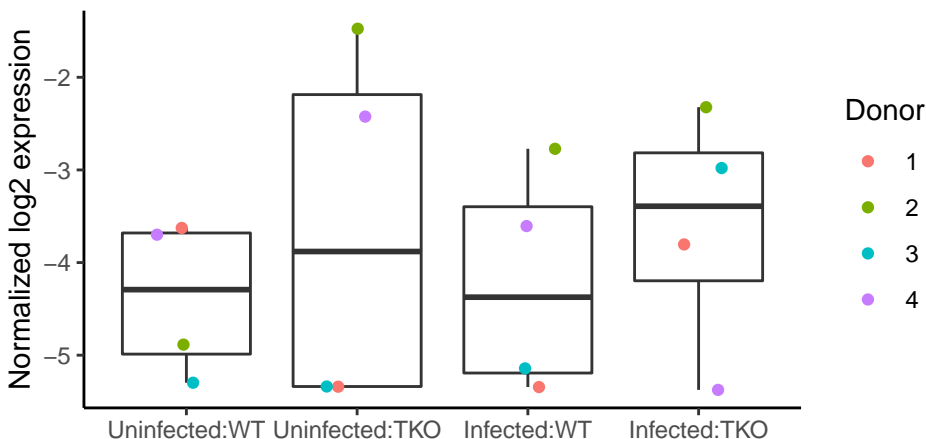 Normalized log2 expression
−2
−3
−4
−5
Uninfected:WT
Uninfected:TKO
Infected:WT
Infected:TKO
Donor
1
2
3
4